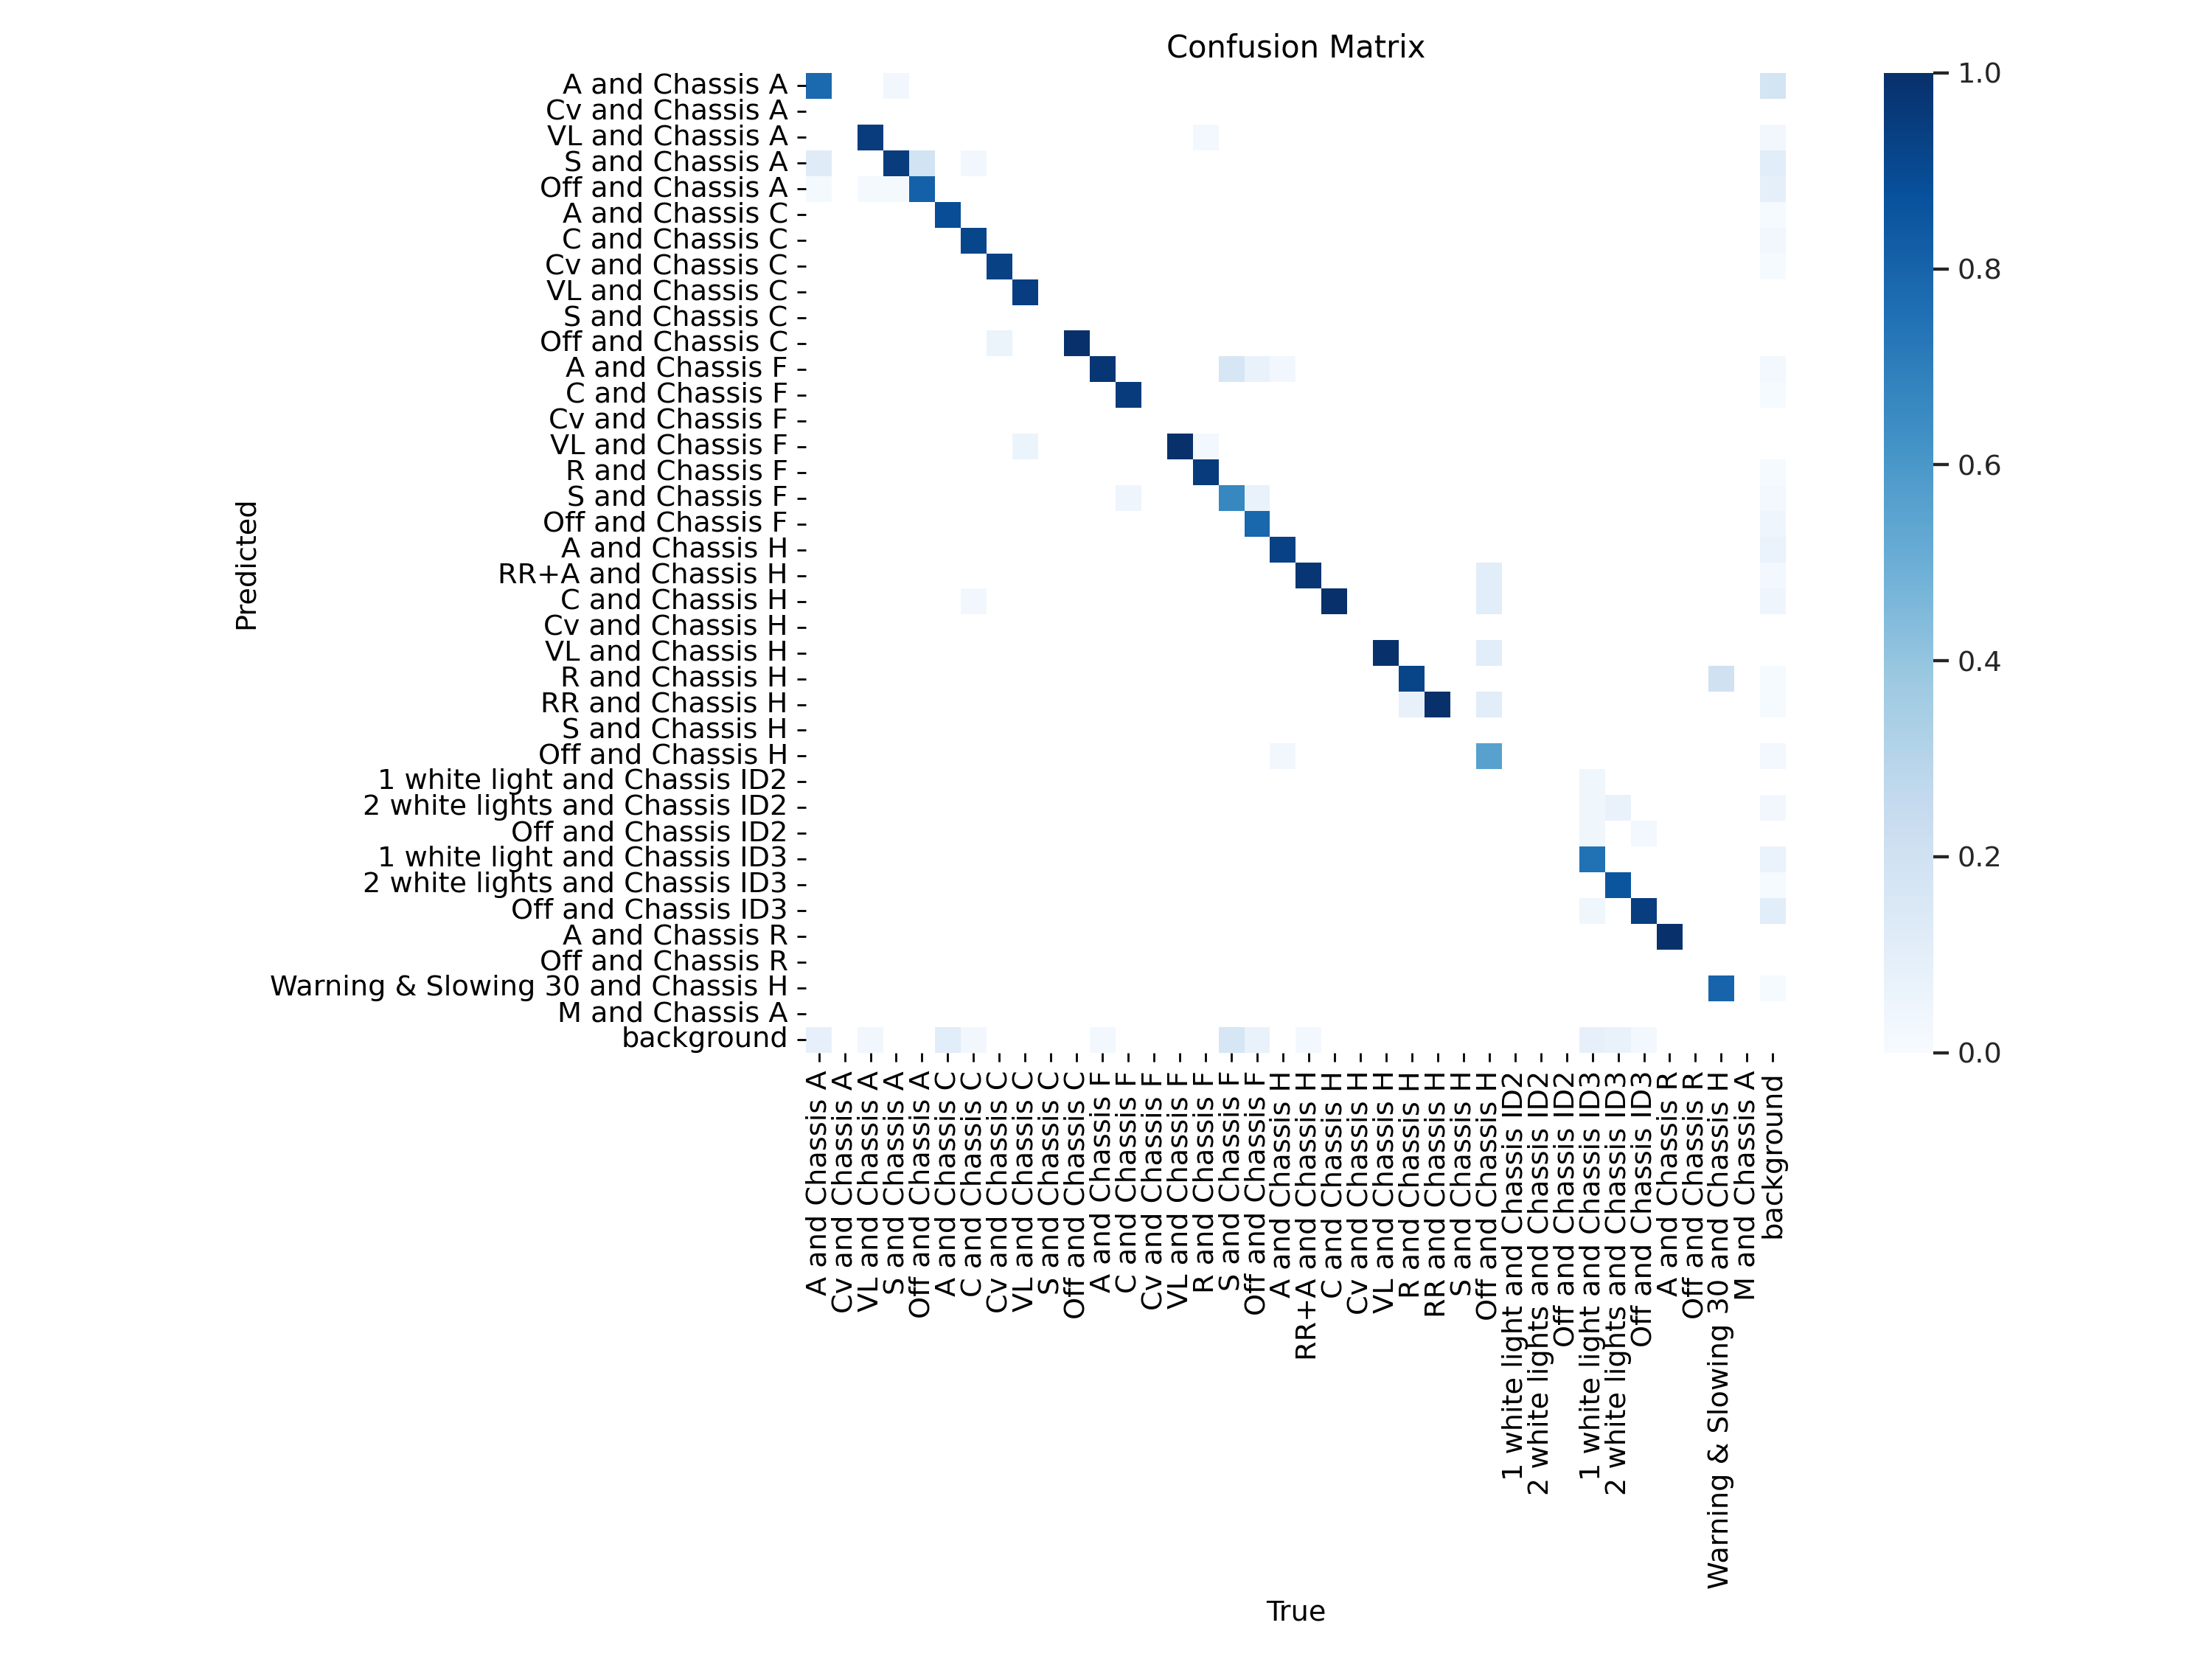 Confusion Matrix
A and Chassis A
Cv and Chassis A
VL and Chassis A
S and Chassis A
Off and Chassis A
A and Chassis C
C and Chassis C
Cv and Chassis C
VL and Chassis C
S and Chassis C
Off and Chassis C
A and Chassis F
C and Chassis F
Cv and Chassis F
VL and Chassis F
R and Chassis F
S and Chassis F
Off and Chassis F
A and Chassis H
RR+A and Chassis H
C and Chassis H
Cv and Chassis H
VL and Chassis H
R and Chassis H
RR and Chassis H
S and Chassis H
Off and Chassis H
1 white light and Chassis ID2
2 white lights and Chassis ID2
Off and Chassis ID2
1 white light and Chassis ID3
2 white lights and Chassis ID3
Off and Chassis ID3
A and Chassis R
Off and Chassis R
Warning & Slowing 30 and Chassis H
M and Chassis A
background
Predicted
A and Chassis A
Cv and Chassis A
VL and Chassis A
S and Chassis A
Off and Chassis A
A and Chassis C
C and Chassis C
Cv and Chassis C
VL and Chassis C
S and Chassis C
Off and Chassis C
A and Chassis F
C and Chassis F
Cv and Chassis F
VL and Chassis F
R and Chassis F
S and Chassis F
Off and Chassis F
A and Chassis H
RR+A and Chassis H
C and Chassis H
Cv and Chassis H
VL and Chassis H
R and Chassis H
RR and Chassis H
S and Chassis H
Off and Chassis H
1 white light and Chassis ID2
2 white lights and Chassis ID2
Off and Chassis ID2
1 white light and Chassis ID3
2 white lights and Chassis ID3
Off and Chassis ID3
A and Chassis R
Off and Chassis R
Warning & Slowing 30 and Chassis H
M and Chassis A
background
True
1.0
0.8
0.6
0.4
0.2
0.0